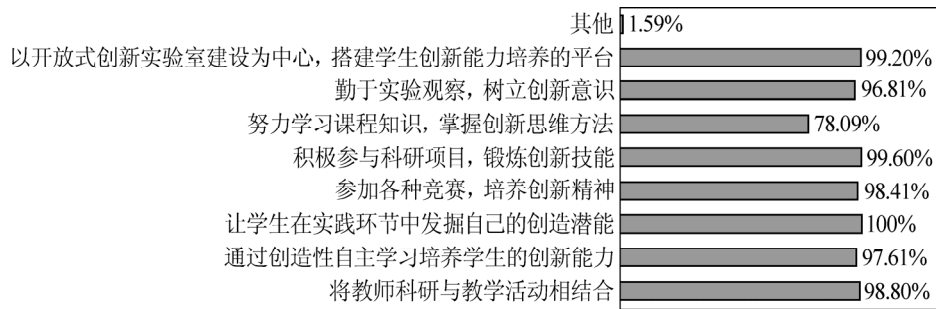 其他 1.59%
以开放式创新实验室建设为中心，搭建学生创新能力培养的平台 99.20%
勤于实验观察，树立创新意识 96.81%
努力学习课程知识，掌握创新思维方法 78.09%
积极参与科研项目，锻炼创新技能 99.60%
参加各种竞赛，培养创新精神 98.41%
让学生在实践环节中发掘自己的创造潜能 100%
通过创造性自主学习培养学生的创新能力 97.61%
将教师科研与教学活动相结合 98.80%